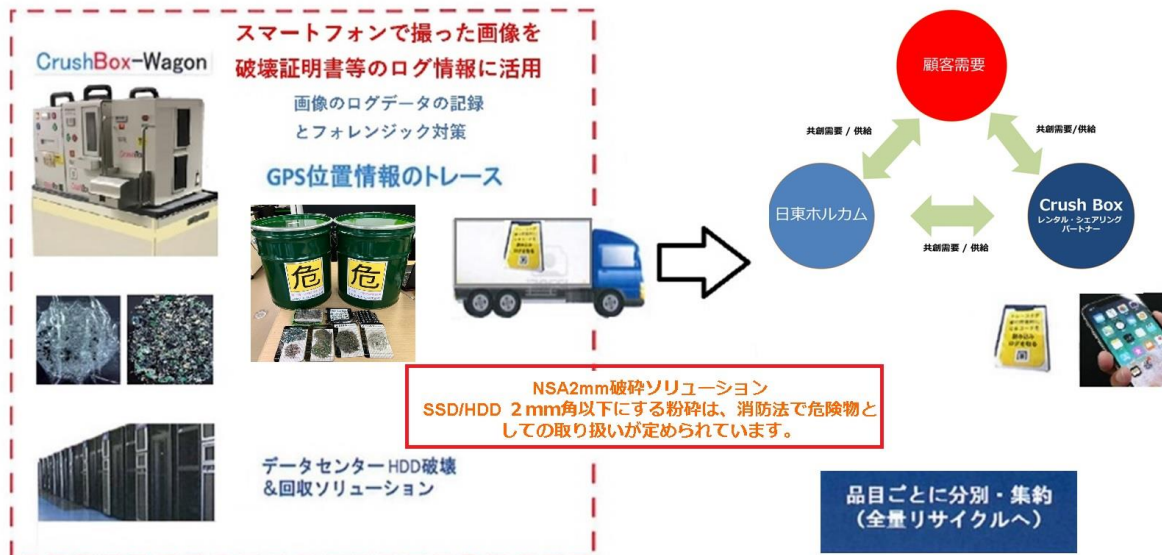 CrushBox-Wagon
スマートフォンで撮った画像を
破壊証明書等のログ情報に活用
画像のログデータの記録
とフォレンジック対策
GPS位置情報のトレース
危
危
データセンターHDD破壊
&回収ソリューション
NSA2mm破砕ソリューション
SSD/HDD 2mm角以下にする粉砕は、消防法で危険物と
しての取り扱いが定められています。
顧客需要
共創需要 / 供給
共創需要/供給
日東ホルカム
Crush Box
レンタル・シェアリング
パートナー
共創需要 / 供給
品目ごとに分別・集約
(全量リサイクルへ)